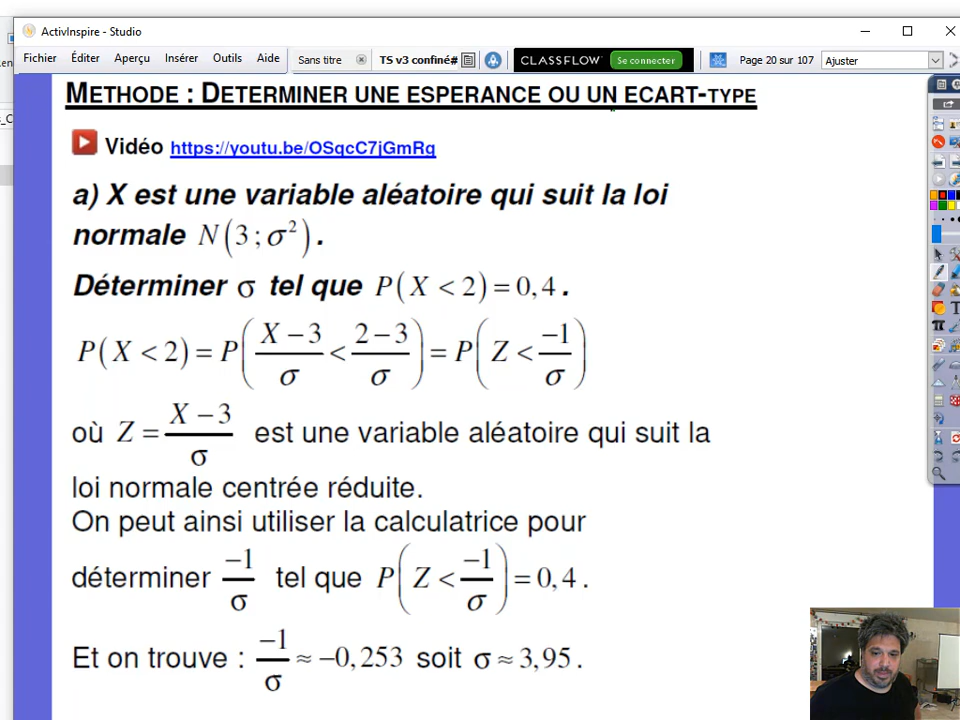 ActivInspire - Studio
Fichier Éditer Aperçu Insérer Outils Aide Sans titre TS v3 confiné# CLASSFLOW Se connecter Page 20 sur 107 Ajuster
METHODE : DETERMINER UNE ESPERANCE OU UN ECART-TYPE
Vidéo https://youtu.be/OSqcC7jGmRq
a) X est une variable aléatoire qui suit la loi
normale N(3 ; σ²).
Déterminer σ tel que P(X < 2) = 0,4.
P(X < 2) = P((X − 3)/σ < (2 − 3)/σ) = P(Z < −1/σ)
où Z = (X − 3)/σ est une variable aléatoire qui suit la
loi normale centrée réduite.
On peut ainsi utiliser la calculatrice pour
déterminer −1/σ tel que P(Z < −1/σ) = 0,4.
Et on trouve : −1/σ ≈ −0,253 soit σ ≈ 3,95.